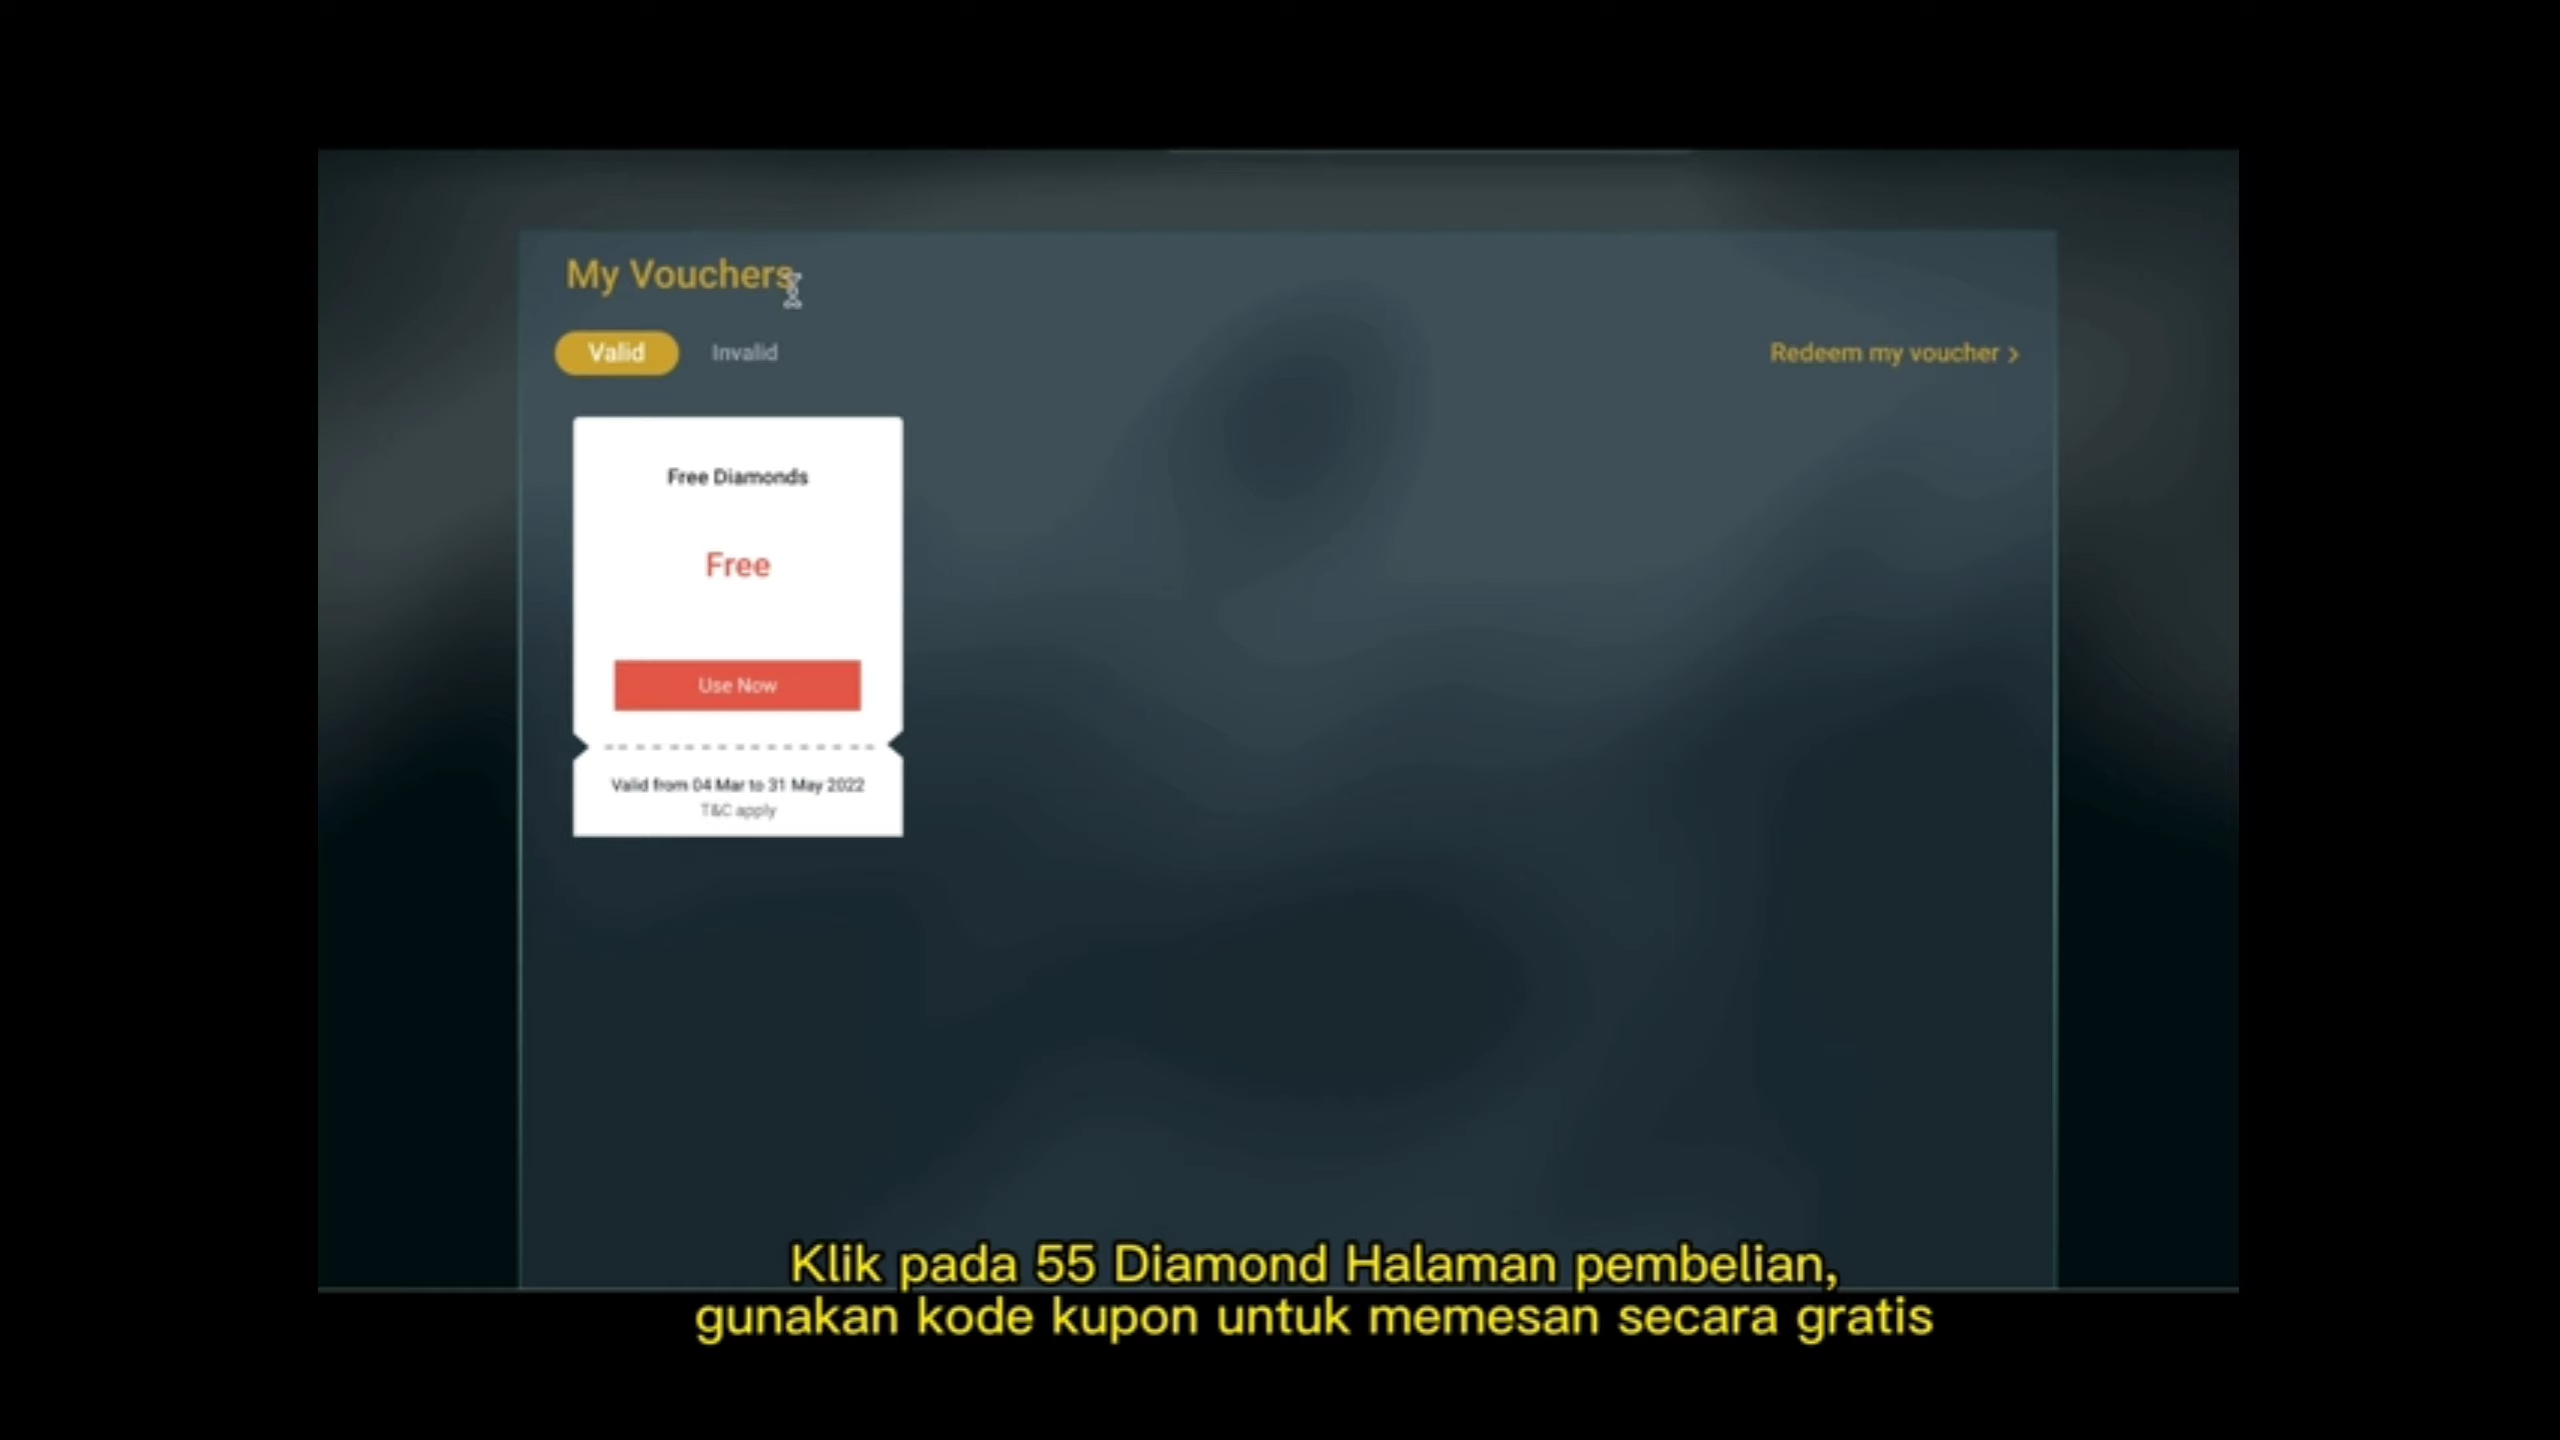 My Vouchers
Valid
Invalid
Redeem my voucher >
Free Diamonds
Free
Use Now
Valid from 04 Mar to 31 May 2022
T&C apply
Klik pada 55 Diamond Halaman pembelian,
gunakan kode kupon untuk memesan secara gratis